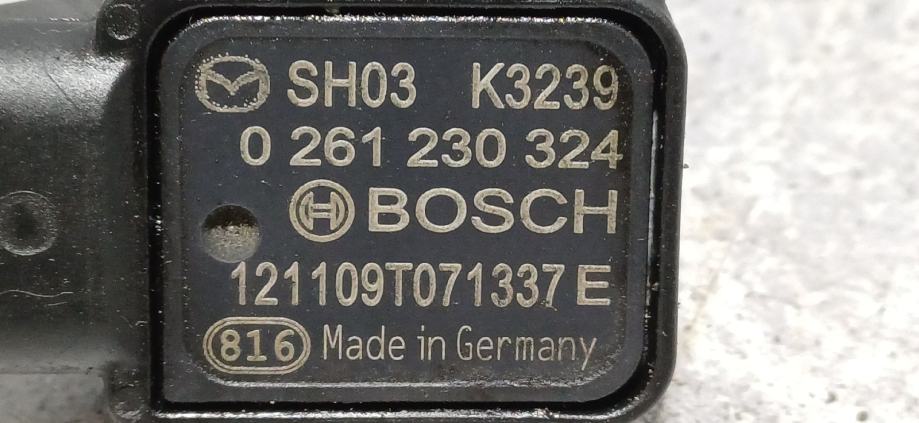 SH03 K3239
0 261 230 324
BOSCH
121109T071337 E
816 Made in Germany